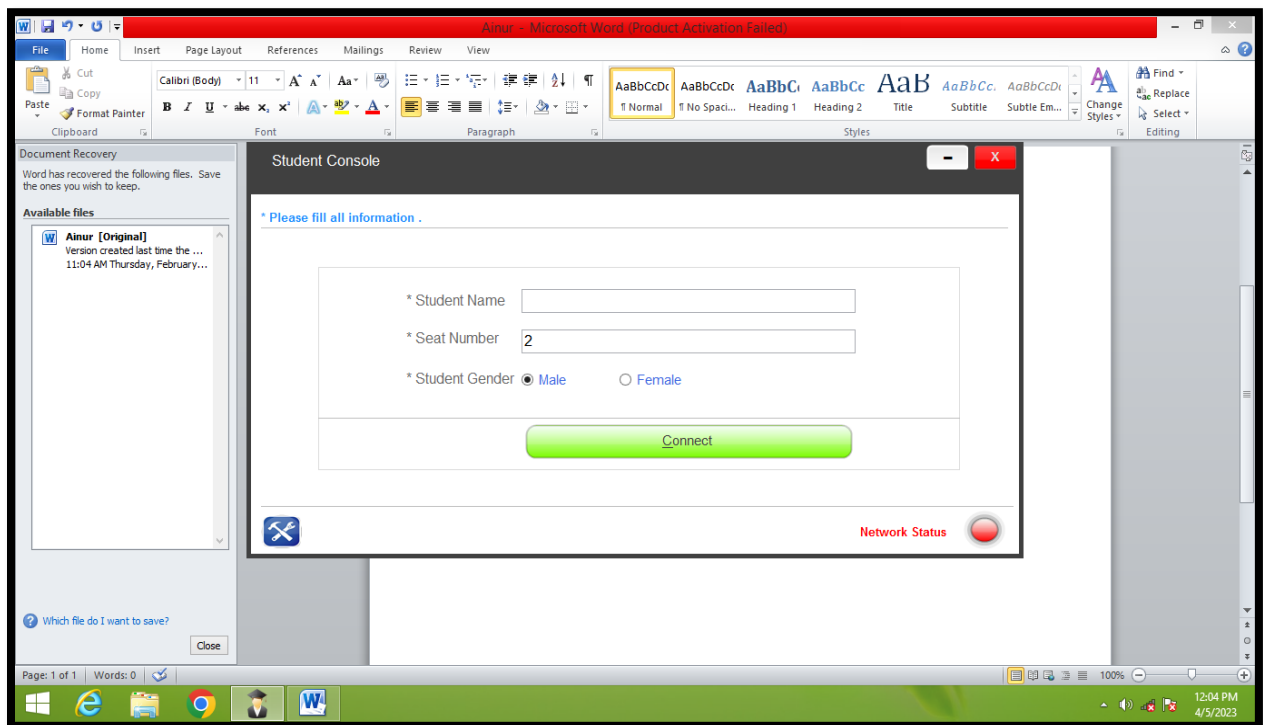 Ainur - Microsoft Word (Product Activation Failed)
File Home Insert Page Layout References Mailings Review View
Paste
Cut
Copy
Format Painter
Clipboard
Calibri (Body) 11
Font
Paragraph
AaBbCcDc AaBbCcDc AaBbC AaBbCc AaB AaBbCc. AaBbCcDc
¶ Normal ¶ No Spaci... Heading 1 Heading 2 Title Subtitle Subtle Em...
Change
Styles
Styles
Find
Replace
Select
Editing
Document Recovery
Word has recovered the following files. Save
the ones you wish to keep.
Available files
Ainur [Original]
Version created last time the ...
11:04 AM Thursday, February...
Which file do I want to save?
Close
Student Console
X
* Please fill all information .
* Student Name
* Seat Number 2
* Student Gender Male Female
Connect
Network Status
Page: 1 of 1 Words: 0
100%
12:04 PM
4/5/2023